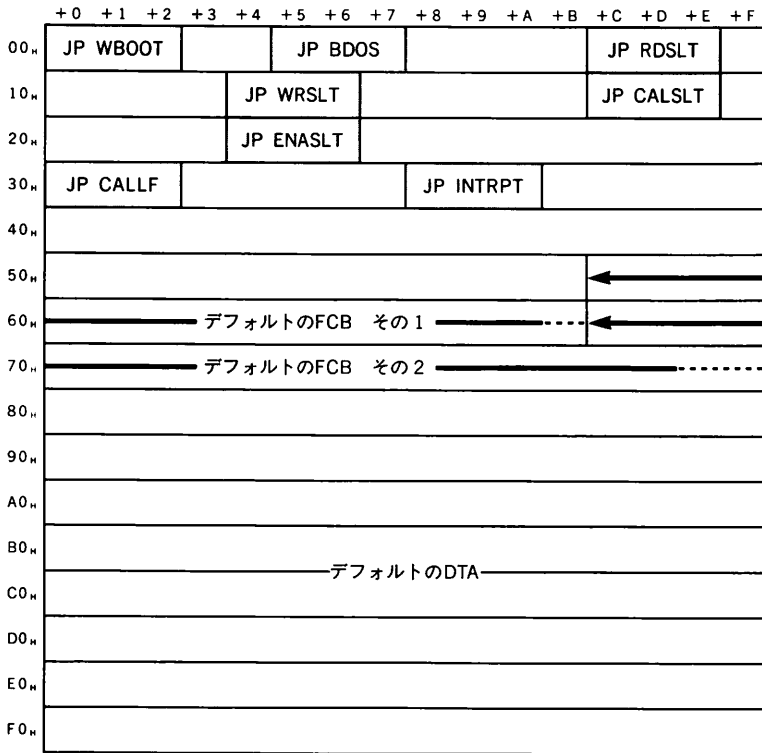 +0 +1 +2 +3 +4 +5 +6 +7 +8 +9 +A +B +C +D +E +F
00H JP WBOOT JP BDOS JP RDSLT
10H JP WRSLT JP CALSLT
20H JP ENASLT
30H JP CALLF JP INTRPT
40H
50H
60H デフォルトのFCB その1
70H デフォルトのFCB その2
80H
90H
A0H
B0H
デフォルトのDTA
C0H
D0H
E0H
F0H